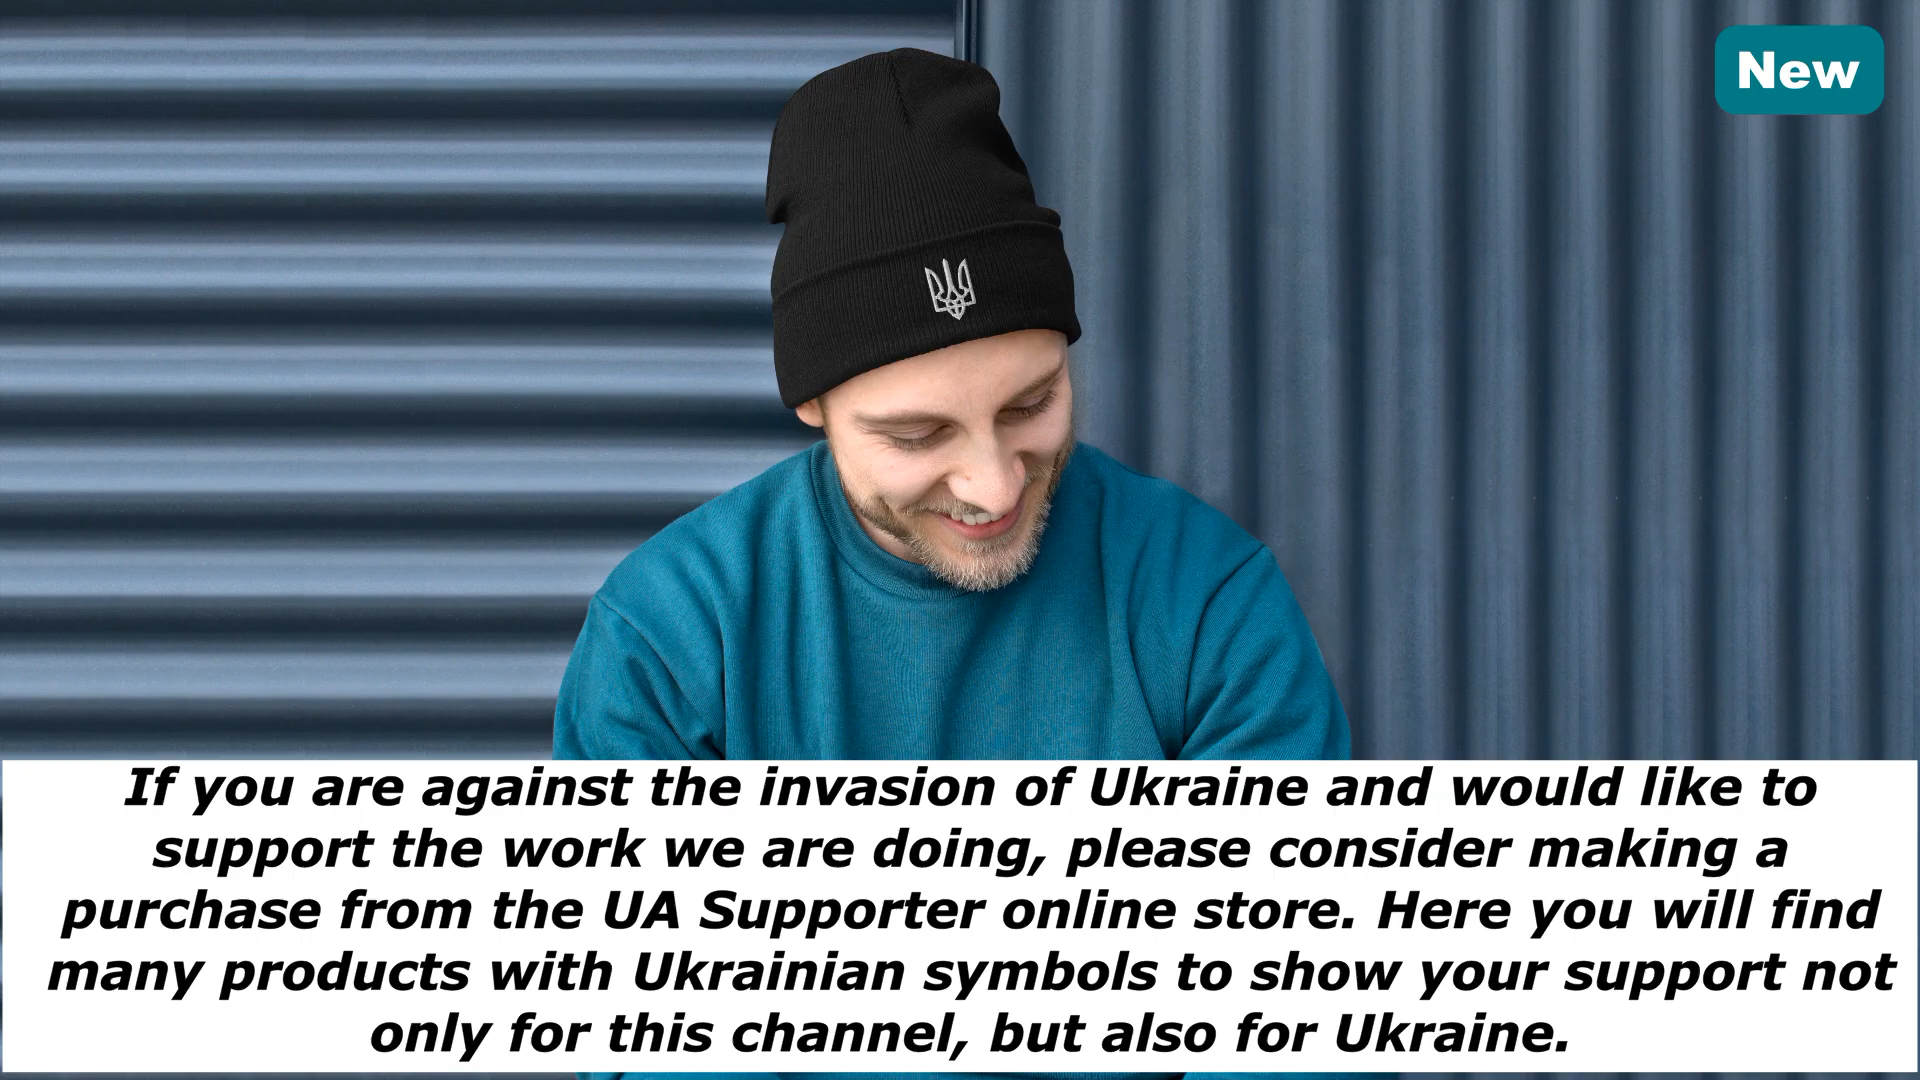 New
If you are against the invasion of Ukraine and would like to
support the work we are doing, please consider making a
purchase from the UA Supporter online store. Here you will find
many products with Ukrainian symbols to show your support not
only for this channel, but also for Ukraine.